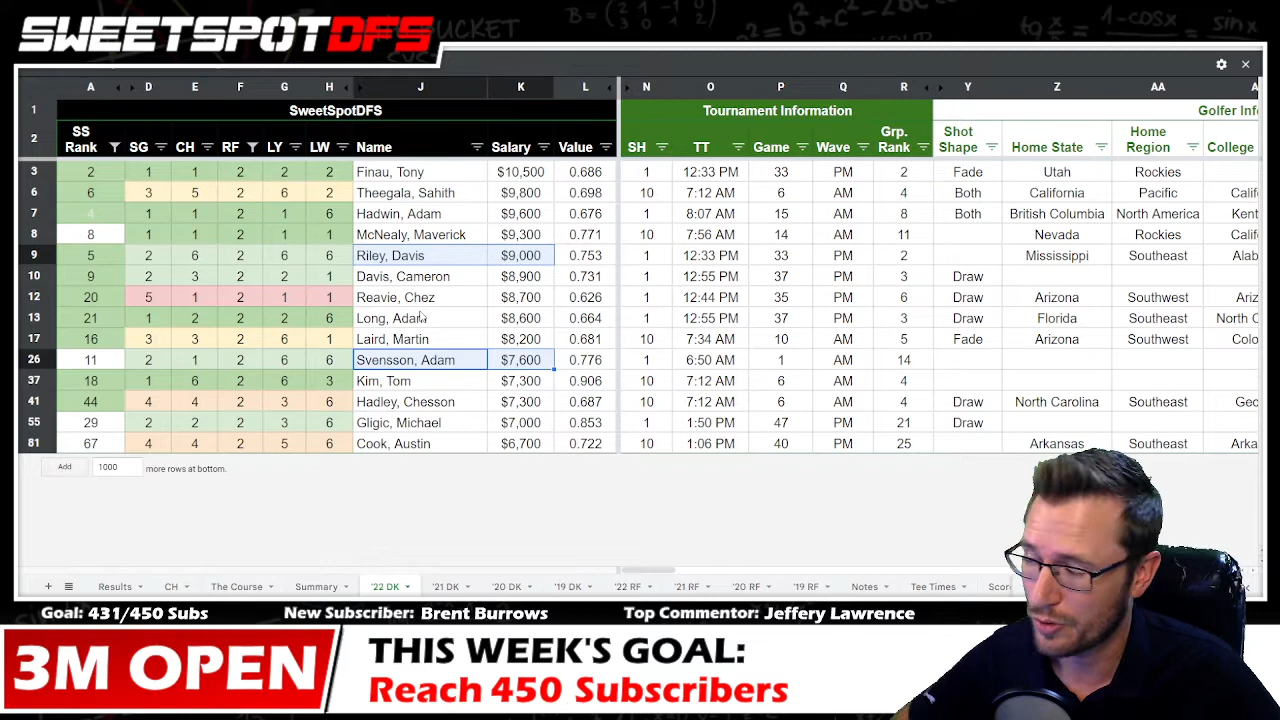 SWEETSPOTDFS
A D E F G H J K L N O P Q R Y Z AA
1 SweetSpotDFS Tournament Information Golfer Info
2 SS Rank SG CH RF LY LW Name Salary Value SH TT Game Wave Grp. Rank Shot Shape Home State Home Region College
3 2 1 1 2 2 2 Finau, Tony $10,500 0.686 1 12:33 PM 33 PM 2 Fade Utah Rockies
6 6 3 5 2 6 2 Theegala, Sahith $9,800 0.698 10 7:12 AM 6 AM 4 Both California Pacific Calif
7 4 1 1 2 1 6 Hadwin, Adam $9,600 0.676 1 8:07 AM 15 AM 8 Both British Columbia North America Kent
8 8 1 1 2 1 6 McNealy, Maverick $9,300 0.771 1 7:56 AM 14 AM 11 Nevada Rockies
9 5 2 6 2 6 6 Riley, Davis $9,000 0.753 1 12:33 PM 33 PM 2 Mississippi Southeast Alab
10 9 2 3 2 2 1 Davis, Cameron $8,900 0.731 1 12:55 PM 37 PM 3 Draw
12 20 5 1 2 1 1 Reavie, Chez $8,700 0.626 1 12:44 PM 35 PM 6 Draw Arizona Southwest Ariz
13 21 1 2 2 2 6 Long, Adam $8,600 0.664 1 12:55 PM 37 PM 3 Draw Florida Southeast North C
17 16 3 3 2 6 1 Laird, Martin $8,200 0.681 10 7:34 AM 10 AM 5 Fade Arizona Southwest Colo
26 11 2 1 2 6 6 Svensson, Adam $7,600 0.776 1 6:50 AM 1 AM 14
37 18 1 6 2 6 3 Kim, Tom $7,300 0.906 10 7:12 AM 6 AM 4
41 44 4 4 2 3 6 Hadley, Chesson $7,300 0.687 10 7:12 AM 6 AM 4 Draw North Carolina Southeast Geo
55 29 2 2 2 3 6 Gligic, Michael $7,000 0.853 1 1:50 PM 47 PM 21 Draw
81 67 4 4 2 5 6 Cook, Austin $6,700 0.722 10 1:06 PM 40 PM 25 Arkansas Southeast Arka
Add 1000 more rows at bottom.
+ Results CH The Course Summary '22 DK '21 DK '20 DK '19 DK '22 RF '21 RF '20 RF '19 RF Notes Tee Times Scor
Goal: 431/450 Subs New Subscriber: Brent Burrows Top Commentor: Jeffery Lawrence
3M OPEN
THIS WEEK'S GOAL:
Reach 450 Subscribers